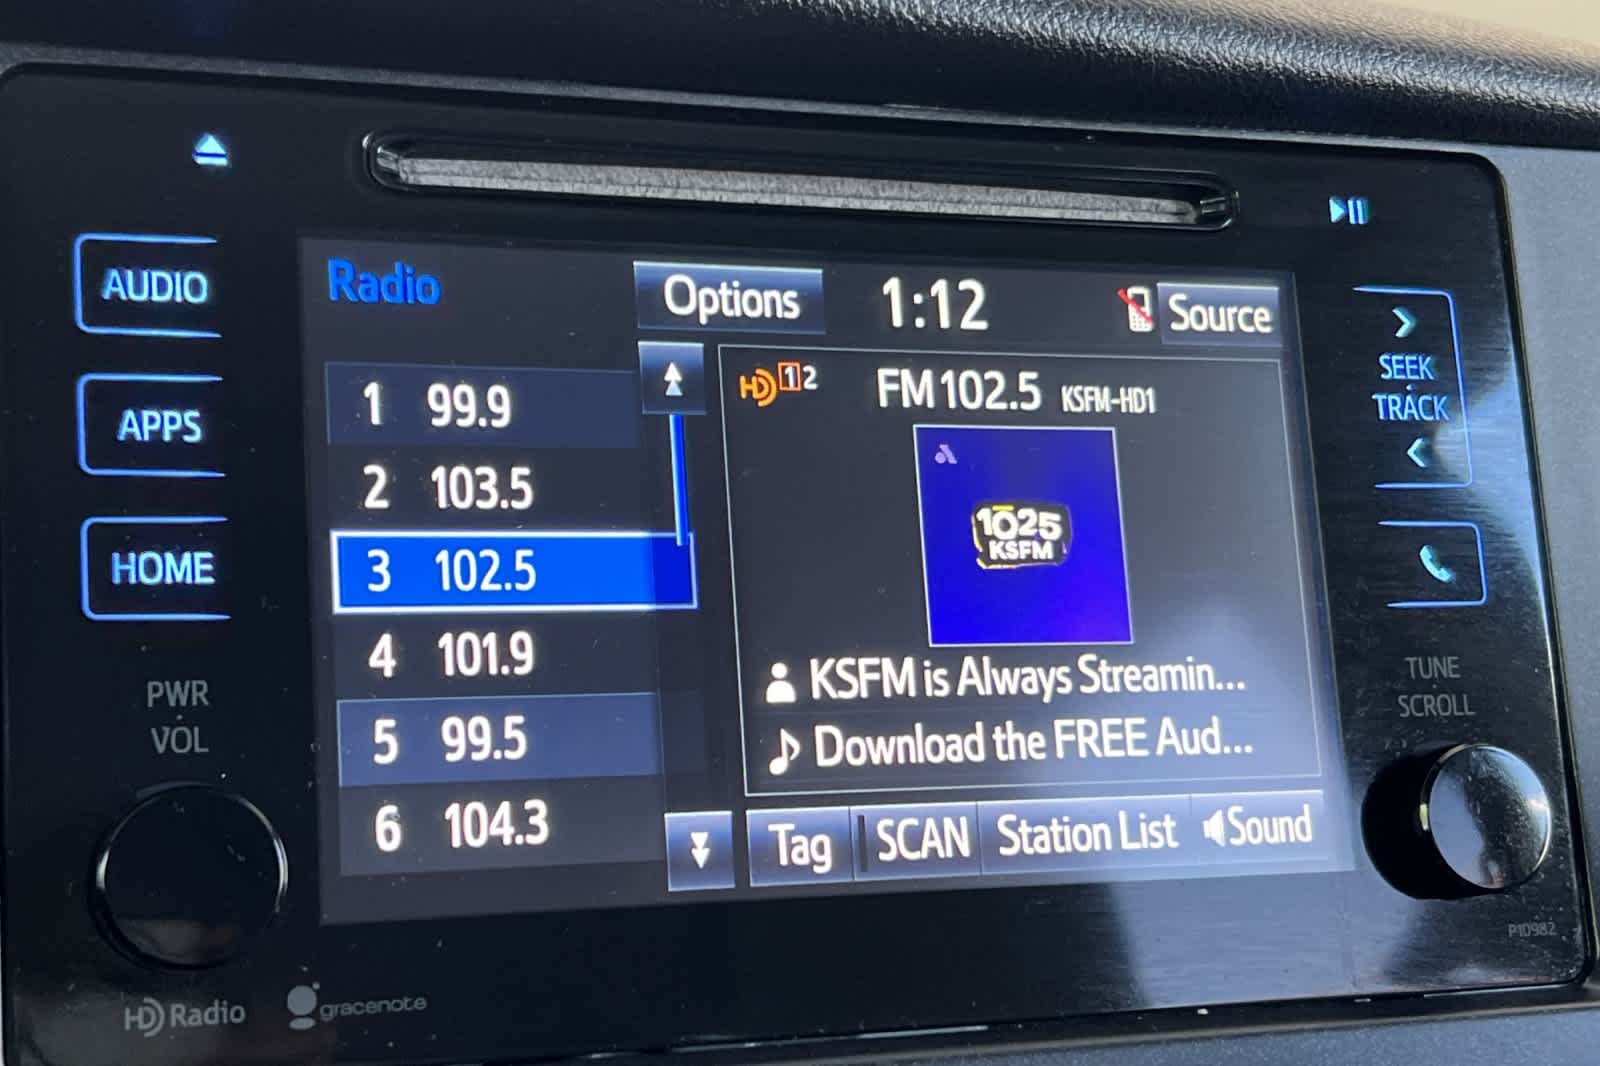 AUDIO
APPS
HOME
PWR
VOL
Radio
Options
1:12
Source
1 99.9
2 103.5
3 102.5
4 101.9
5 99.5
6 104.3
HD 1 2
FM 102.5 KSFM-HD1
1025
KSFM
KSFM is Always Streamin...
Download the FREE Aud...
Tag
SCAN
Station List
Sound
SEEK
TRACK
TUNE
SCROLL
P10982
HD Radio
gracenote